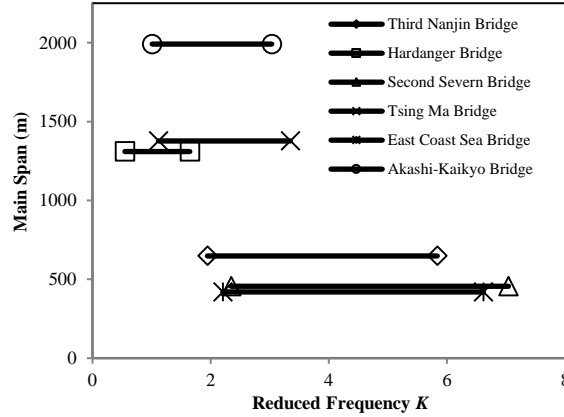 Main Span (m)
2000
1500
1000
500
0
Third Nanjin Bridge
Hardanger Bridge
Second Severn Bridge
Tsing Ma Bridge
East Coast Sea Bridge
Akashi-Kaikyo Bridge
0 2 4 6 8
Reduced Frequency K